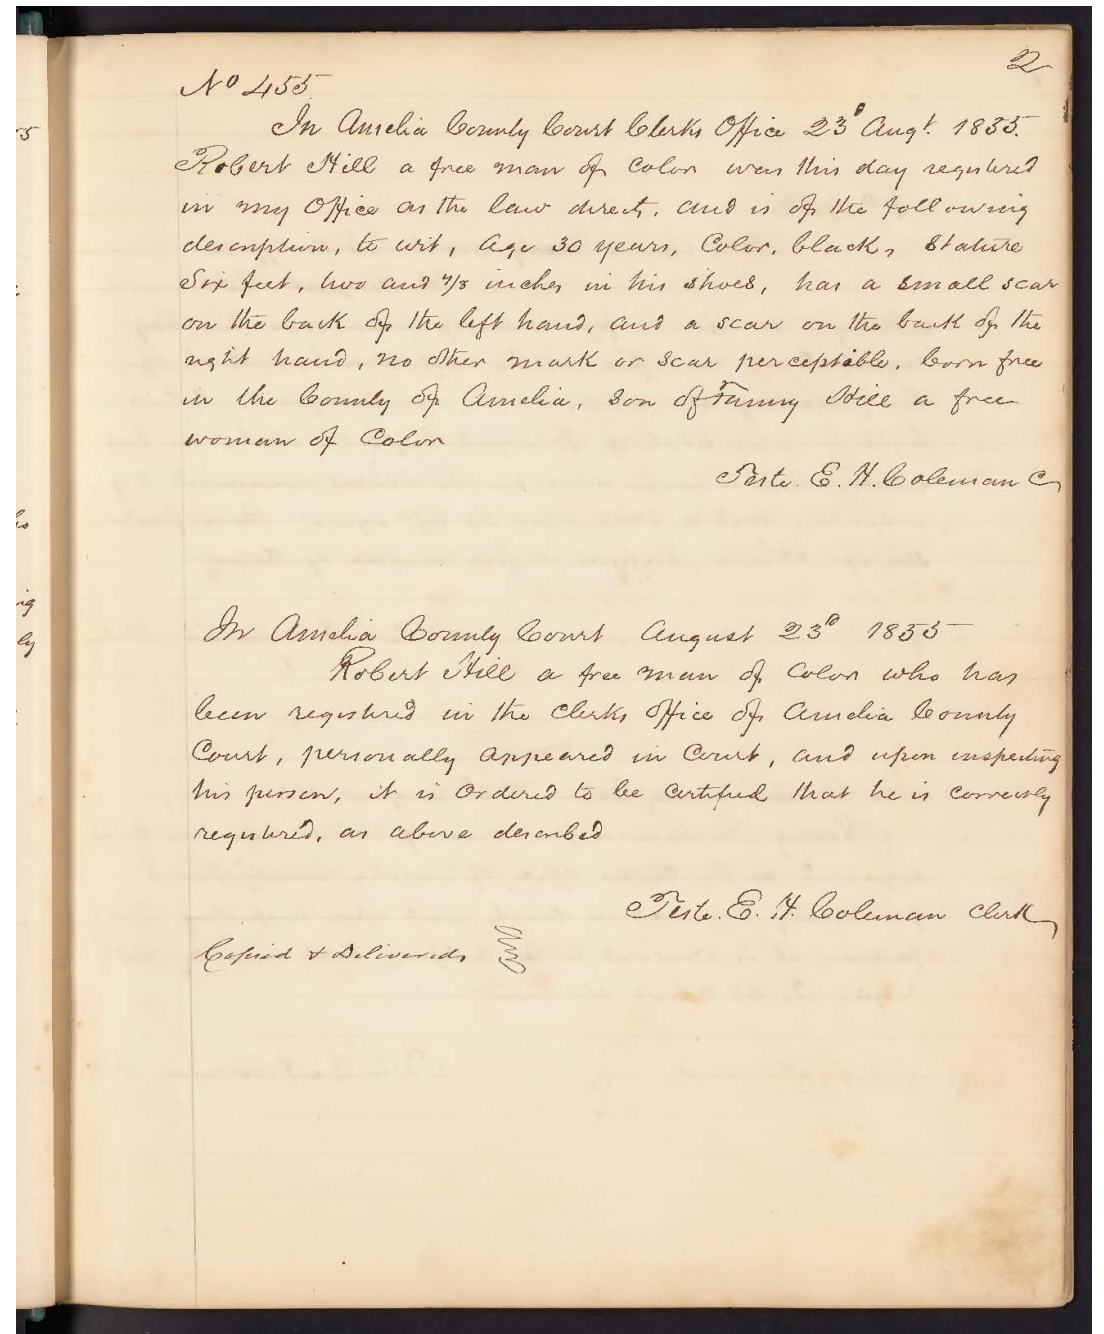 2
No 455
In Amelia County Court Clerks Office 23d Augt. 1855.
Robert Hill a free man of Color was this day registered
in my Office as the law directs, and is of the following
description, to wit, Age 30 years, Color, black, Stature
Six feet, two and 7/8 inches in his shoes, has a small scar
on the back of the left hand, and a scar on the back of the
right hand, no other mark or scar perceptible. born free
in the County of Amelia, Son of Fanny Hill a free
woman of Color
Teste. E. H. Coleman C
In Amelia County Court August 23d 1855
Robert Hill a free man of Color who has
been registered in the Clerks Office of Amelia County
Court, personally appeared in Court, and upon inspecting
his person, it is Ordered to be Certified that he is correctly
registered, as above described
Teste. E. H. Coleman Clerk
Copied & Delivered